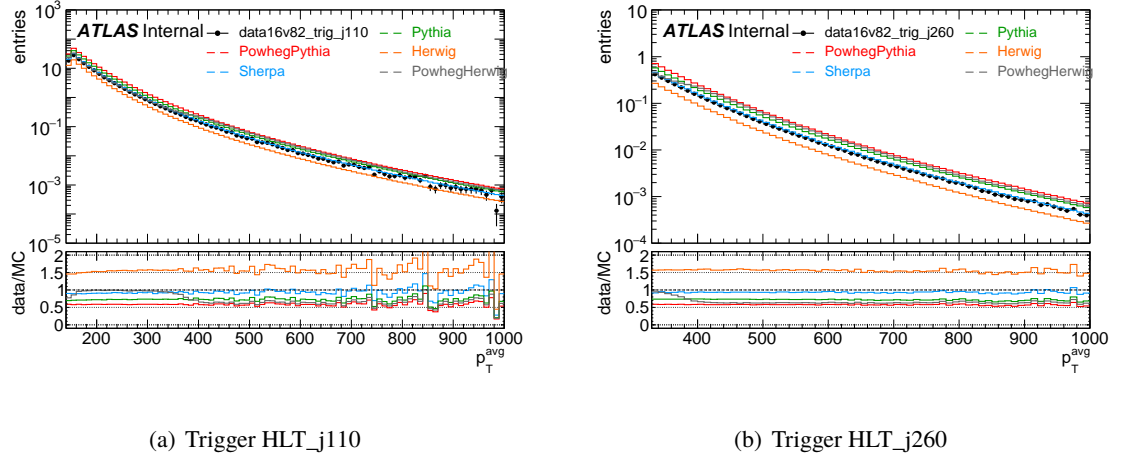 ATLAS Internal
data16v82_trig_j110
PowhegPythia
Sherpa
Pythia
Herwig
PowhegHerwig
entries
10³
10
10⁻¹
10⁻³
10⁻⁵
data/MC
2
1.5
1
0.5
0
200 300 400 500 600 700 800 900 1000
p_T^avg
(a) Trigger HLT_j110
ATLAS Internal
data16v82_trig_j260
PowhegPythia
Sherpa
Pythia
Herwig
PowhegHerwig
entries
10
1
10⁻¹
10⁻²
10⁻³
10⁻⁴
data/MC
2
1.5
1
0.5
0
400 500 600 700 800 900 1000
p_T^avg
(b) Trigger HLT_j260